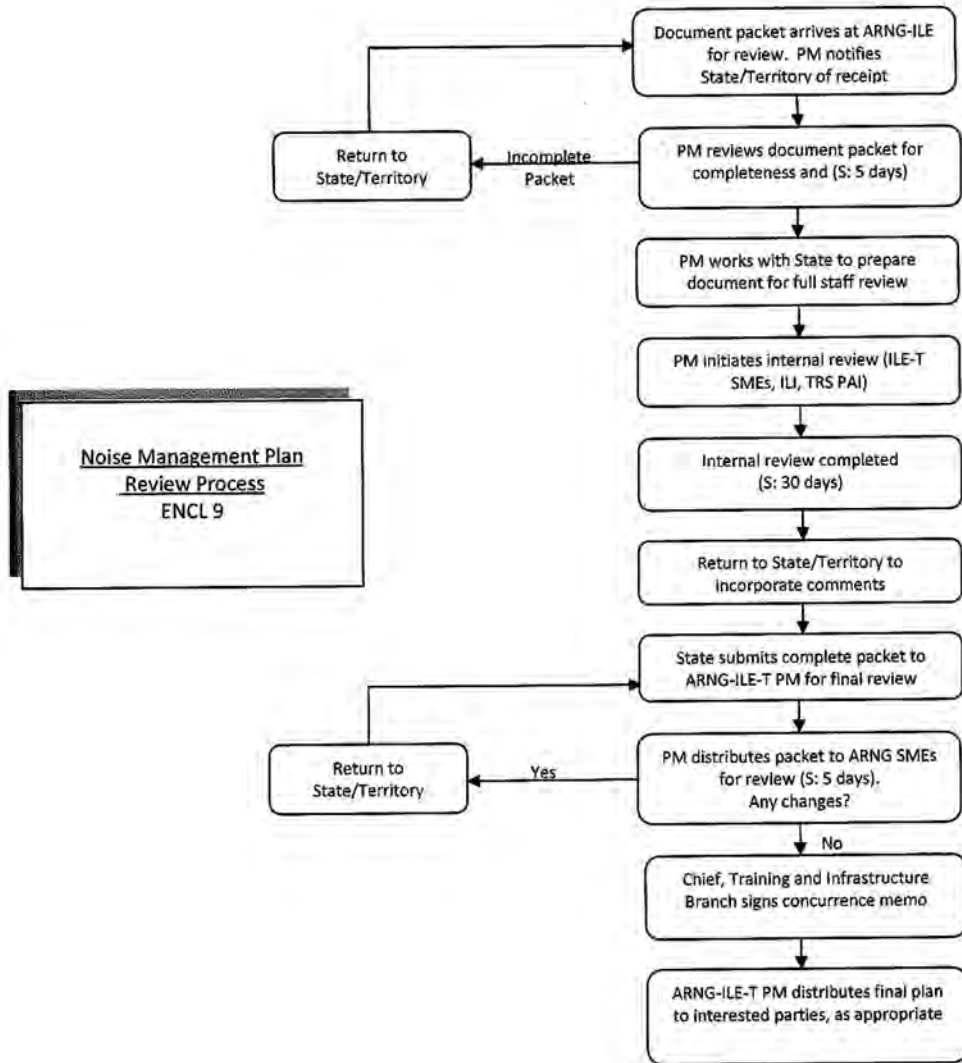 Document packet arrives at ARNG-ILE
for review. PM notifies
State/Territory of receipt
Return to
State/Territory
Incomplete
Packet
PM reviews document packet for
completeness and (S: 5 days)
PM works with State to prepare
document for full staff review
PM initiates internal review (ILE-T
SMEs, ILI, TRS PAI)
Noise Management Plan
Review Process
ENCL 9
Internal review completed
(S: 30 days)
Return to State/Territory to
incorporate comments
State submits complete packet to
ARNG-ILE-T PM for final review
Return to
State/Territory
Yes
PM distributes packet to ARNG SMEs
for review (S: 5 days).
Any changes?
No
Chief, Training and Infrastructure
Branch signs concurrence memo
ARNG-ILE-T PM distributes final plan
to interested parties, as appropriate